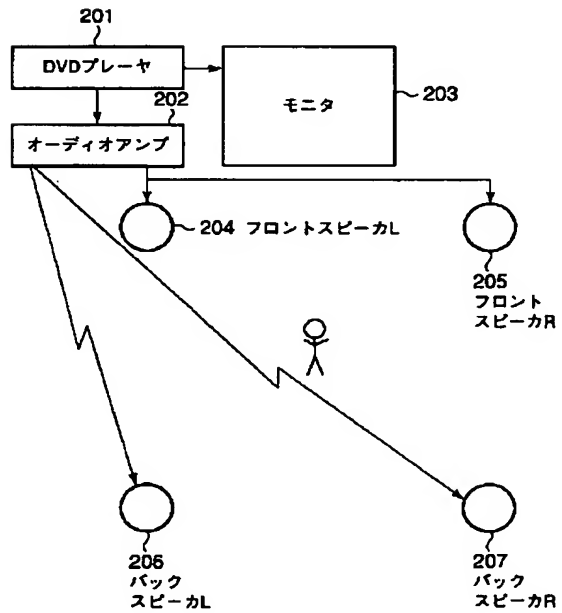 201
DVDプレーヤ
202
オーディオアンプ
モニタ
203
204 フロントスピーカL
205
フロント
スピーカR
206
バック
スピーカL
207
バック
スピーカR